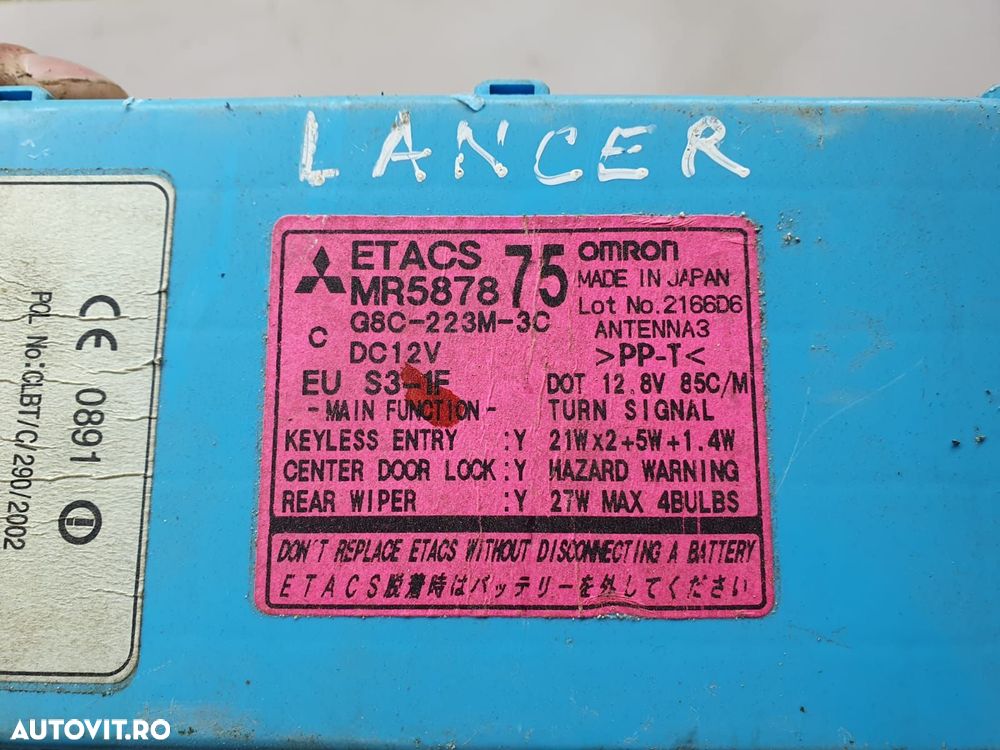 LANCER
ETACS 75 OMRON
MR5878 MADE IN JAPAN
G8C-223M-3C Lot No.2166D6
C DC12V ANTENNA3
>PP-T<
EU S3-1F DOT 12.8V 85C/M
-MAIN FUNCTION- TURN SIGNAL
KEYLESS ENTRY :Y 21Wx2+5W+1.4W
CENTER DOOR LOCK:Y HAZARD WARNING
REAR WIPER :Y 27W MAX 4BULBS
DON'T REPLACE ETACS WITHOUT DISCONNECTING A BATTERY
ETACS脱着時はバッテリーを外してください
CE 0891
POL No:CLBT/C/290/2002
AUTOVIT.RO